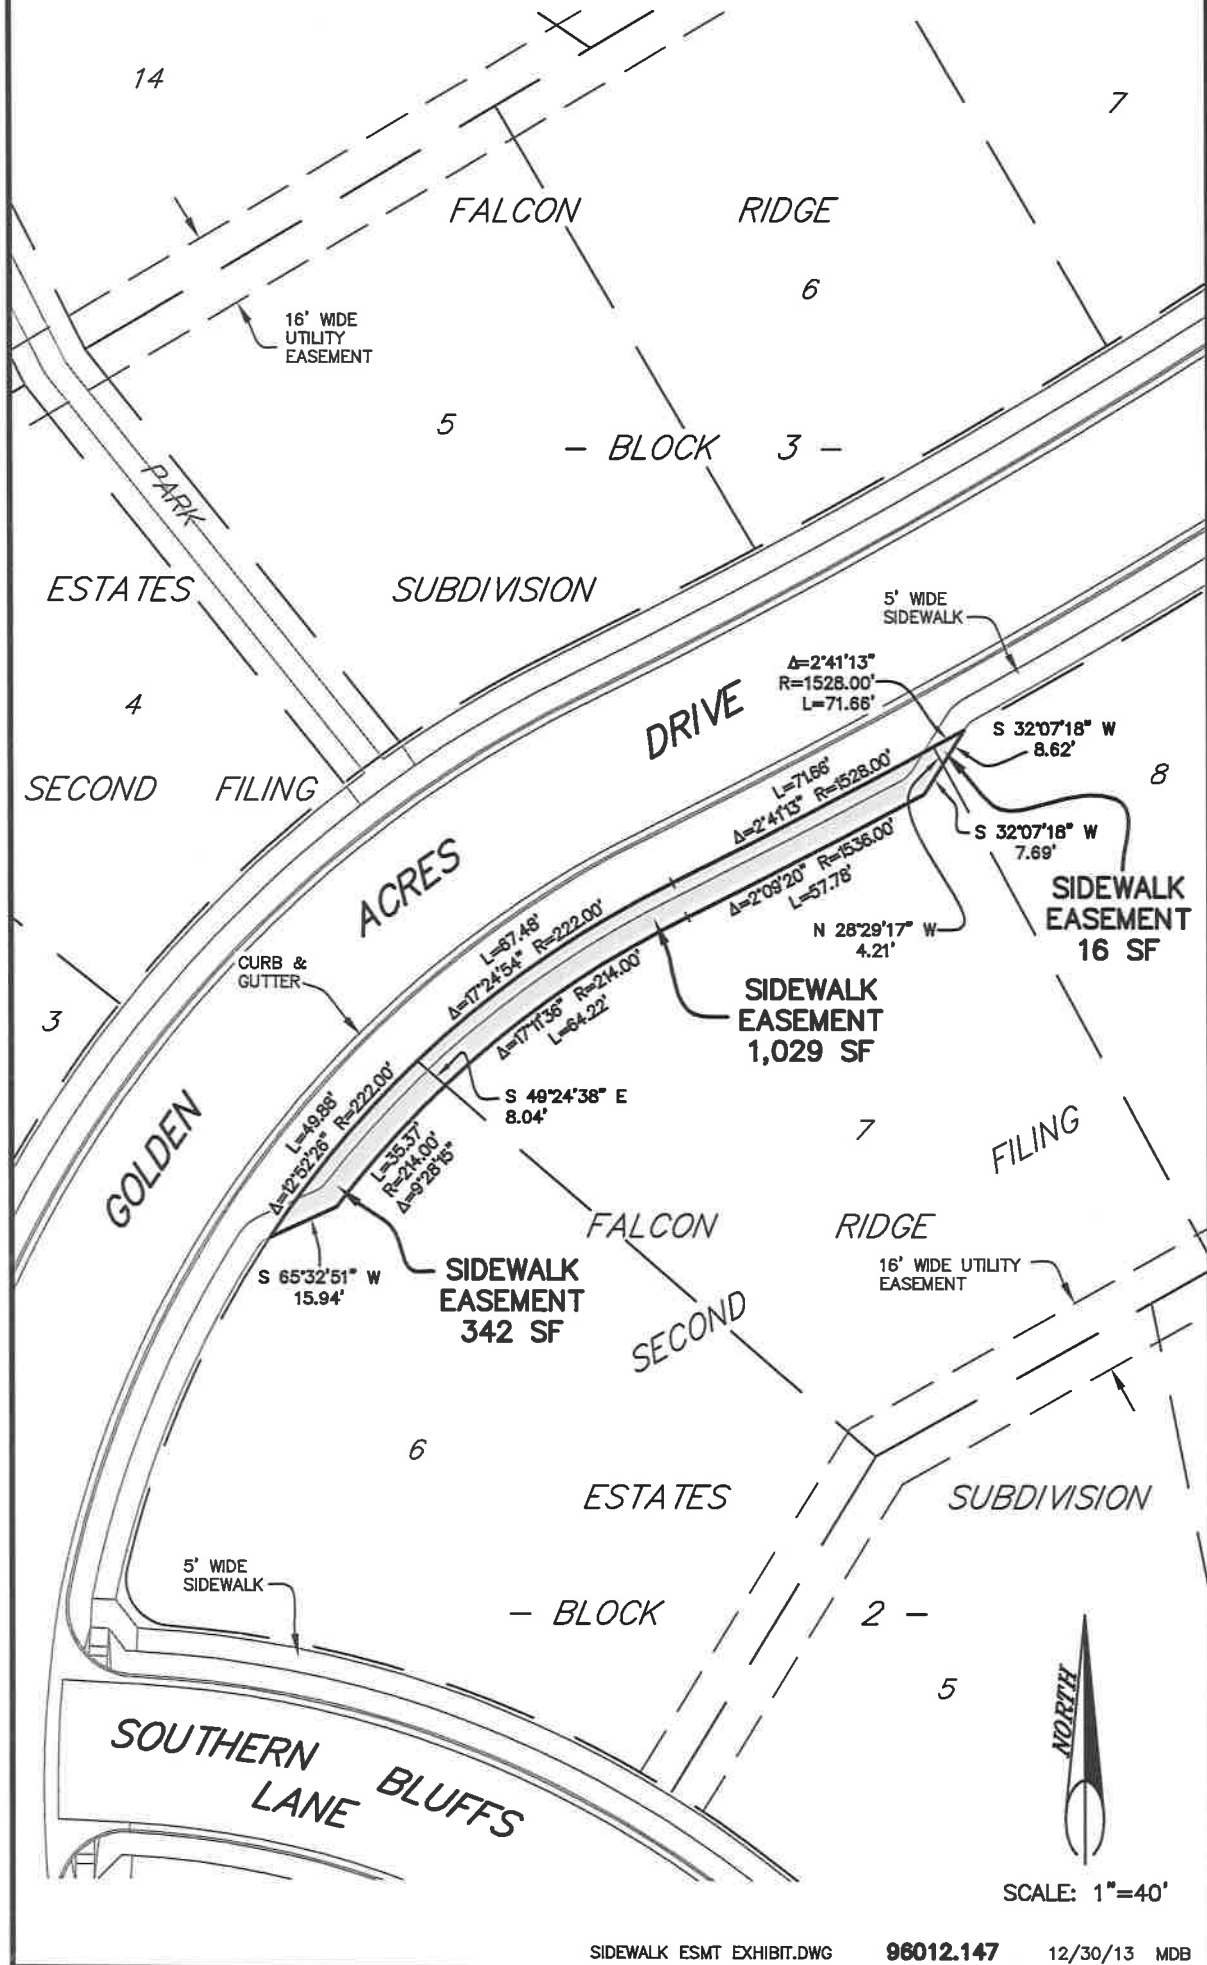 14
7
FALCON RIDGE
6
16' WIDE
UTILITY
EASEMENT
5
- BLOCK 3 -
PARK
ESTATES SUBDIVISION
5' WIDE
SIDEWALK
Δ=2°41'13"
R=1528.00'
L=71.66'
4
DRIVE
S 32°07'18" W
8.62'
SECOND FILING
8
L=71.66'
Δ=2°41'13" R=1528.00'
S 32°07'18" W
7.69'
ACRES
Δ=2°09'20" R=1536.00'
L=57.78'
SIDEWALK
EASEMENT
16 SF
N 28°29'17" W
4.21'
L=67.48'
Δ=17°24'54" R=222.00'
CURB &
GUTTER
SIDEWALK
EASEMENT
1,029 SF
3
Δ=17°11'36" R=214.00'
L=64.22'
S 49°24'38" E
8.04'
L=49.88'
Δ=12°52'26" R=222.00'
7
FILING
GOLDEN
L=35.37'
R=214.00'
Δ=9°28'15"
FALCON RIDGE
S 65°32'51" W
15.94'
SIDEWALK
EASEMENT
342 SF
16' WIDE UTILITY
EASEMENT
SECOND
6
ESTATES SUBDIVISION
5' WIDE
SIDEWALK
- BLOCK 2 -
5
NORTH
SOUTHERN BLUFFS
LANE
SCALE: 1"=40'
SIDEWALK ESMT EXHIBIT.DWG 96012.147 12/30/13 MDB